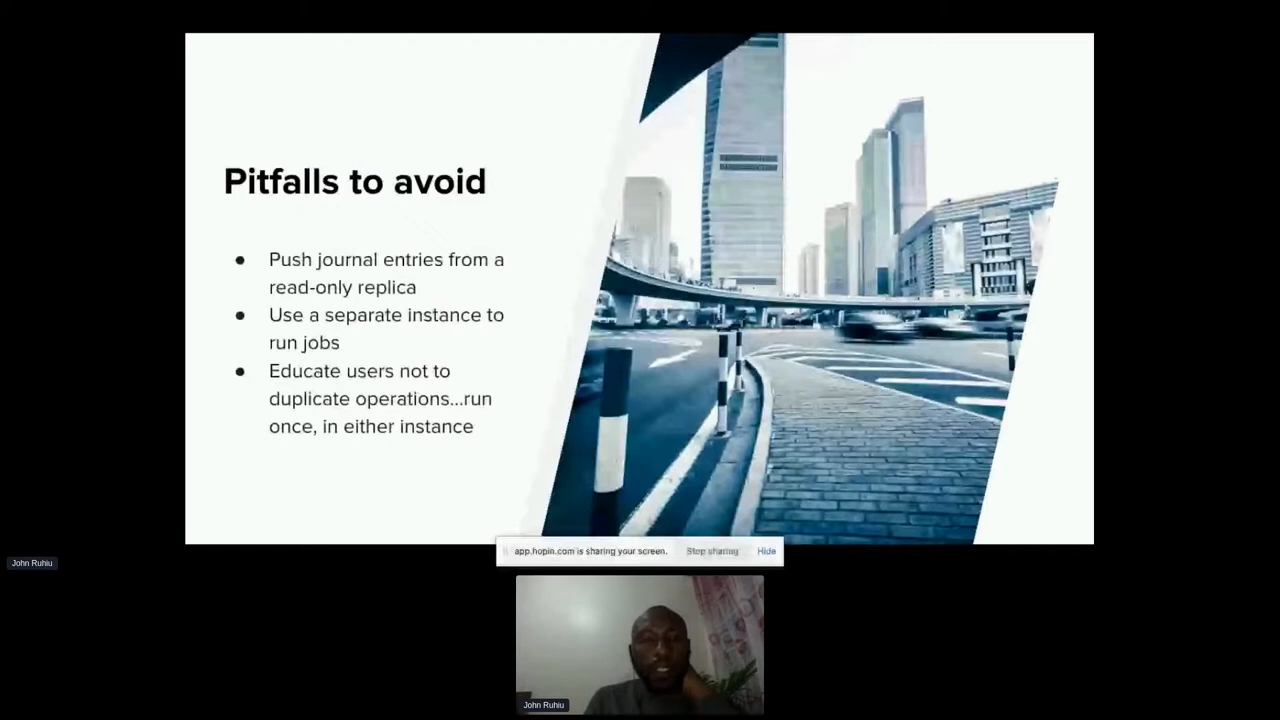 Pitfalls to avoid
● Push journal entries from a
read-only replica
● Use a separate instance to
run jobs
● Educate users not to
duplicate operations...run
once, in either instance
app.hopin.com is sharing your screen. Stop sharing Hide
John Ruhiu
John Ruhiu